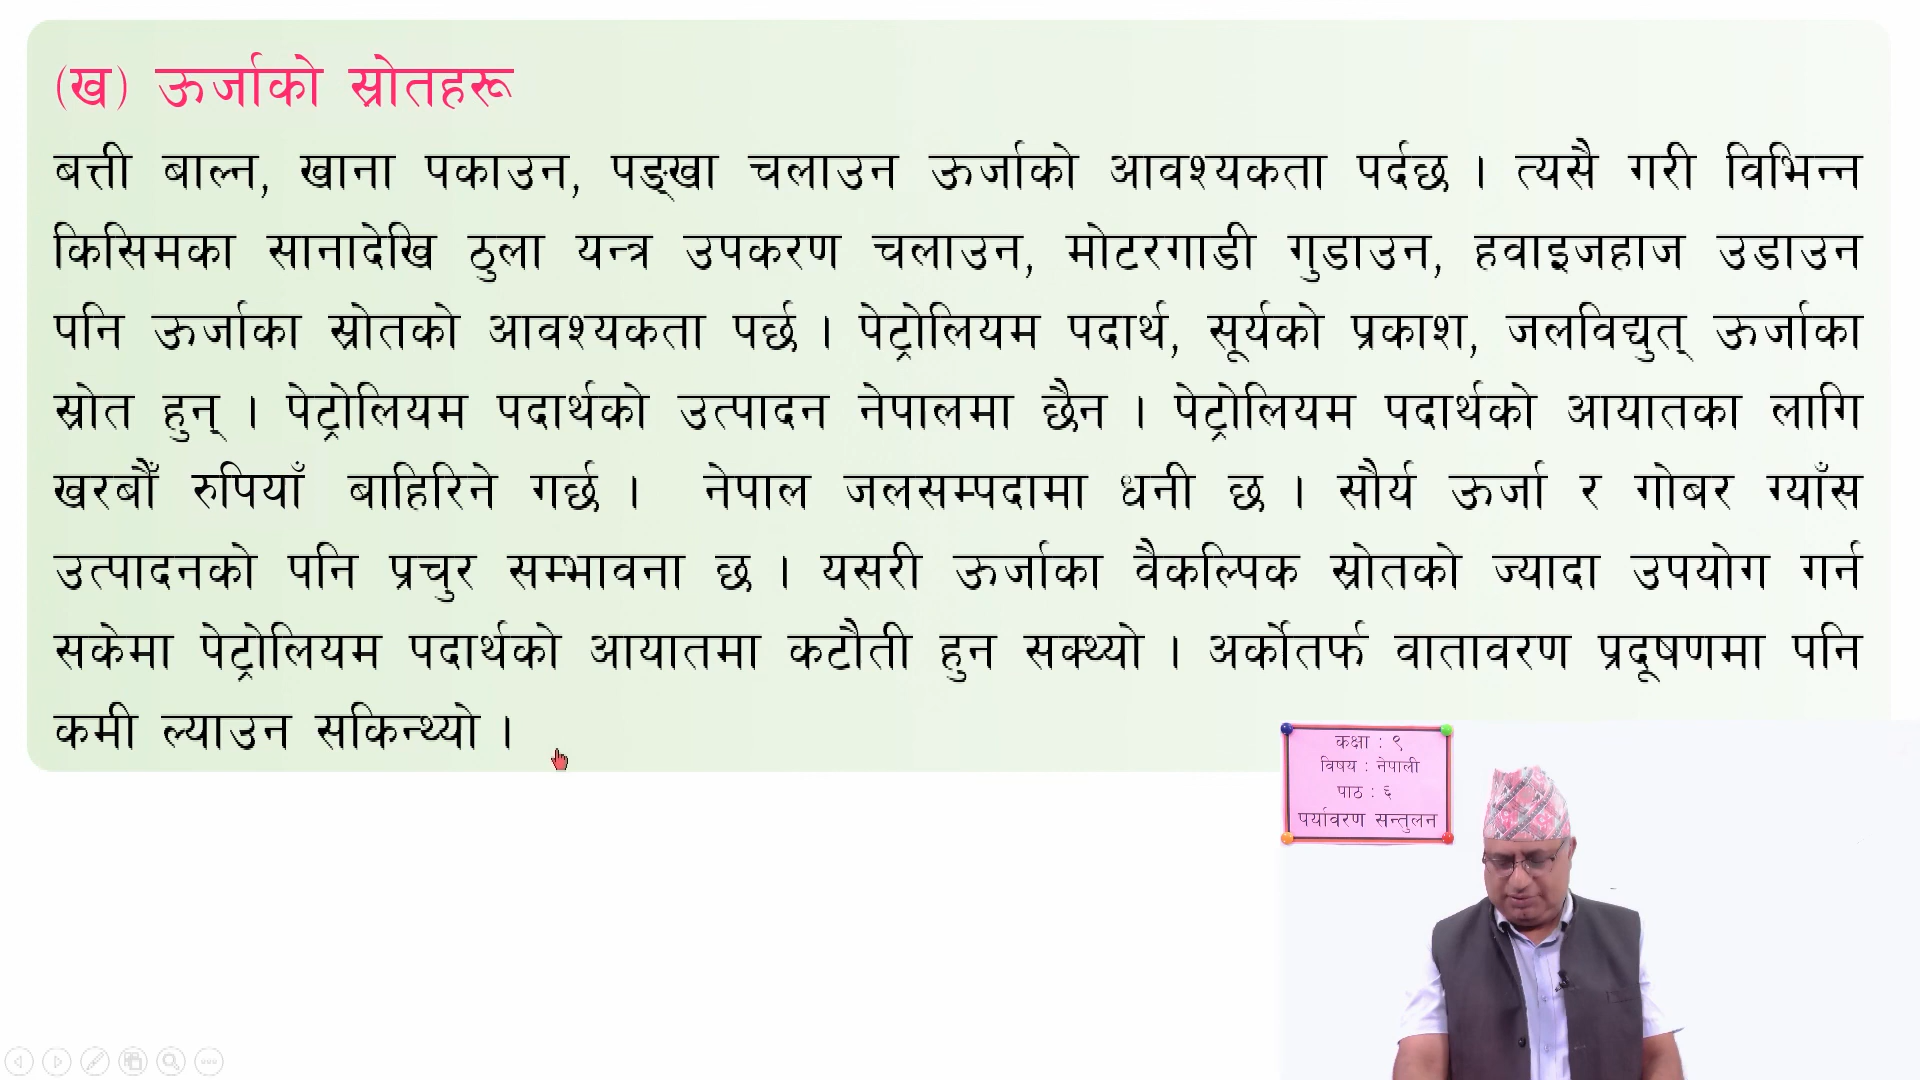 (ख) ऊर्जाको स्रोतहरू
बत्ती बाल्न, खाना पकाउन, पङ्खा चलाउन ऊर्जाको आवश्यकता पर्दछ । त्यसै गरी विभिन्न
किसिमका सानादेखि ठुला यन्त्र उपकरण चलाउन, मोटरगाडी गुडाउन, हवाइजहाज उडाउन
पनि ऊर्जाका स्रोतको आवश्यकता पर्छ । पेट्रोलियम पदार्थ, सूर्यको प्रकाश, जलविद्युत् ऊर्जाका
स्रोत हुन् । पेट्रोलियम पदार्थको उत्पादन नेपालमा छैन । पेट्रोलियम पदार्थको आयातका लागि
खरबौँ रुपियाँ बाहिरिने गर्छ । नेपाल जलसम्पदामा धनी छ । सौर्य ऊर्जा र गोबर ग्याँस
उत्पादनको पनि प्रचुर सम्भावना छ । यसरी ऊर्जाका वैकल्पिक स्रोतको ज्यादा उपयोग गर्न
सकेमा पेट्रोलियम पदार्थको आयातमा कटौती हुन सक्थ्यो । अर्कोतर्फ वातावरण प्रदूषणमा पनि
कमी ल्याउन सकिन्थ्यो ।
कक्षा : ९
विषय : नेपाली
पाठ : ६
पर्यावरण सन्तुलन